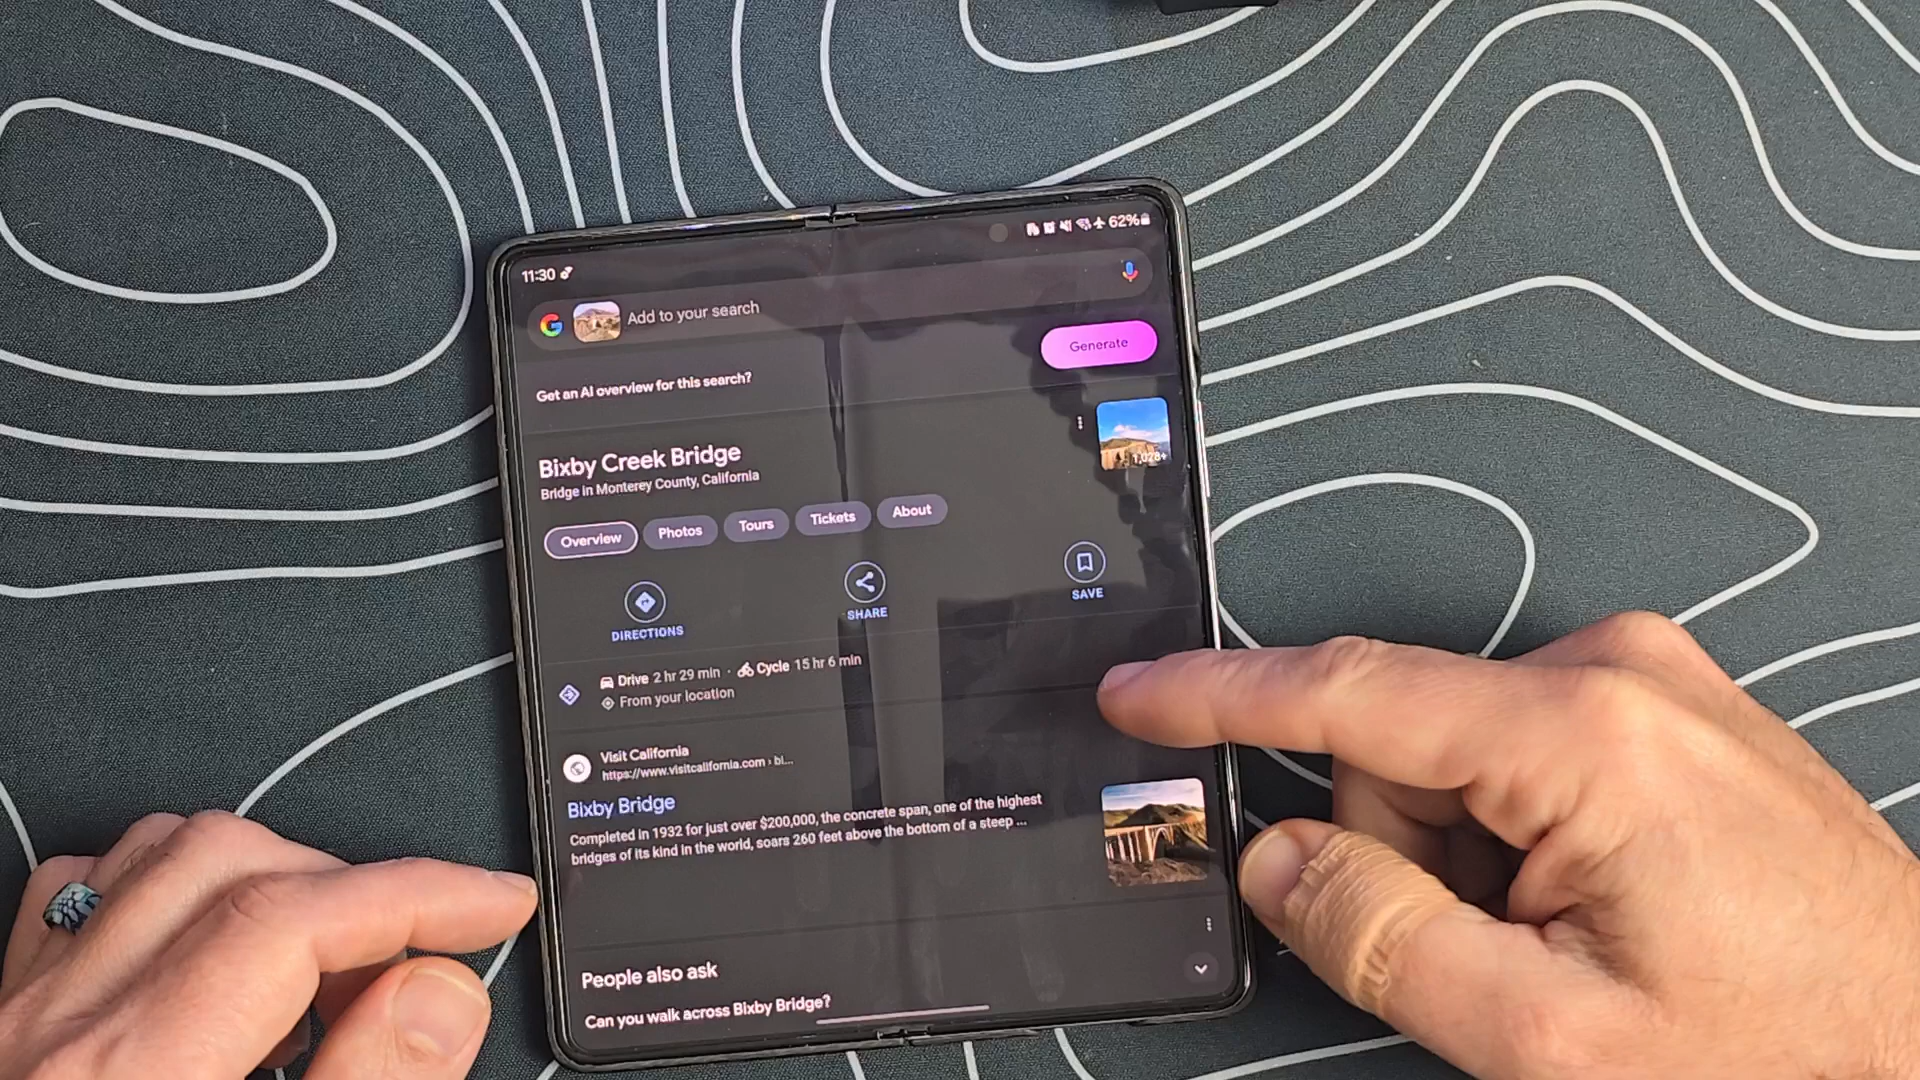 11:30
62%
Add to your search
Generate
Get an AI overview for this search?
1,028+
Bixby Creek Bridge
Bridge in Monterey County, California
Overview
Photos
Tours
Tickets
About
DIRECTIONS
SHARE
SAVE
Drive 2 hr 29 min · Cycle 15 hr 6 min
From your location
Visit California
https://www.visitcalifornia.com › bi...
Bixby Bridge
Completed in 1932 for just over $200,000, the concrete span, one of the highest
bridges of its kind in the world, soars 260 feet above the bottom of a steep ...
People also ask
Can you walk across Bixby Bridge?